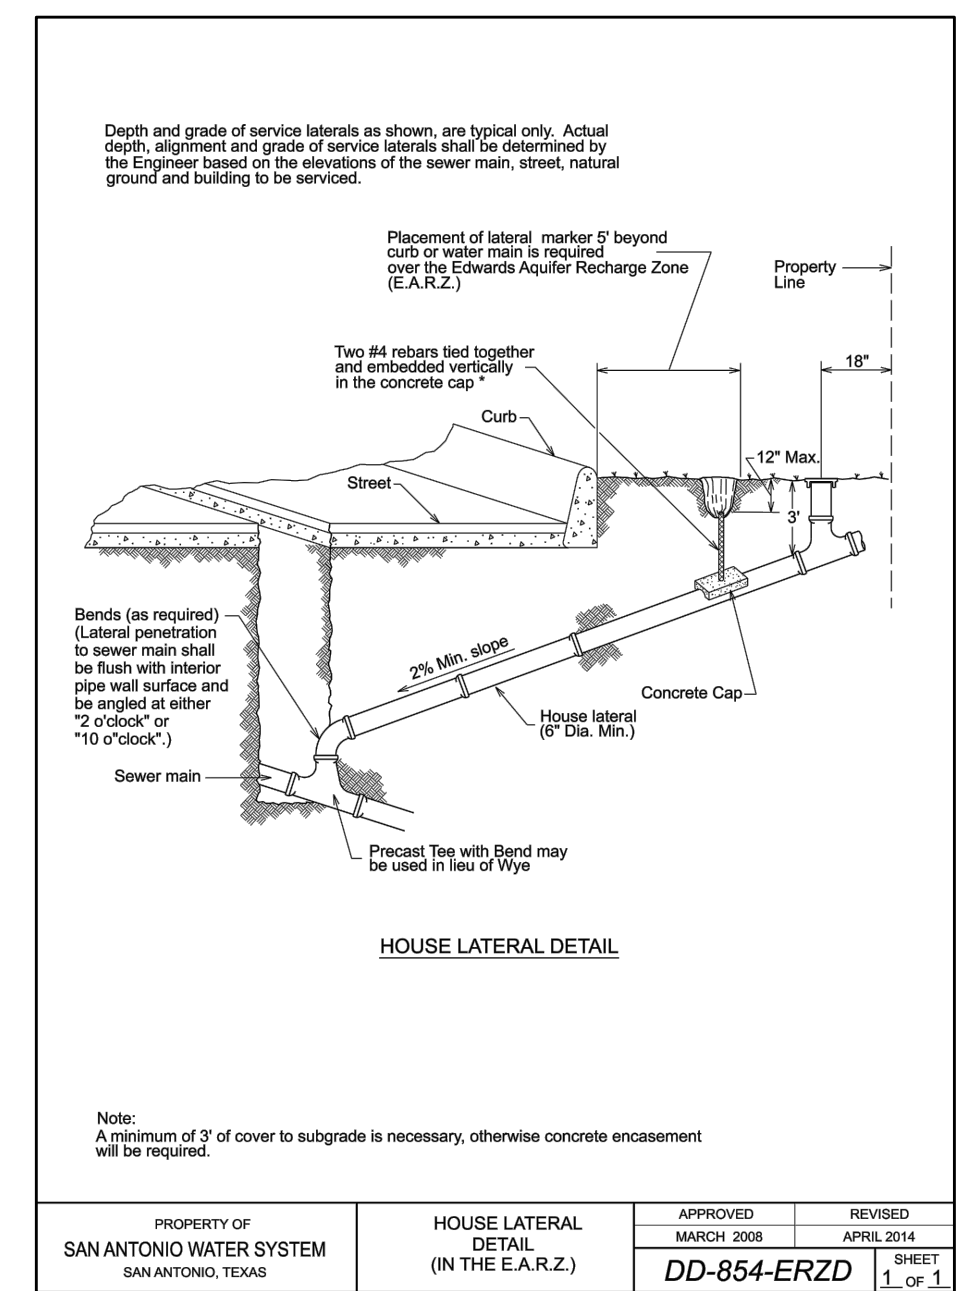 Depth and grade of service laterals as shown, are typical only. Actual
depth, alignment and grade of service laterals shall be determined by
the Engineer based on the elevations of the sewer main, street, natural
ground and building to be serviced.
Placement of lateral marker 5' beyond
curb or water main is required
over the Edwards Aquifer Recharge Zone
(E.A.R.Z.)
Property
Line
Two #4 rebars tied together
and embedded vertically
in the concrete cap *
18"
Curb
12" Max.
Street
3'
Bends (as required)
(Lateral penetration
to sewer main shall
be flush with interior
pipe wall surface and
be angled at either
"2 o'clock" or
"10 o"clock".)
2% Min. slope
Concrete Cap
House lateral
(6" Dia. Min.)
Sewer main
Precast Tee with Bend may
be used in lieu of Wye
HOUSE LATERAL DETAIL
Note:
A minimum of 3' of cover to subgrade is necessary, otherwise concrete encasement
will be required.
PROPERTY OF
SAN ANTONIO WATER SYSTEM
SAN ANTONIO, TEXAS
HOUSE LATERAL
DETAIL
(IN THE E.A.R.Z.)
APPROVED
MARCH 2008
REVISED
APRIL 2014
DD-854-ERZD
SHEET
1 OF 1